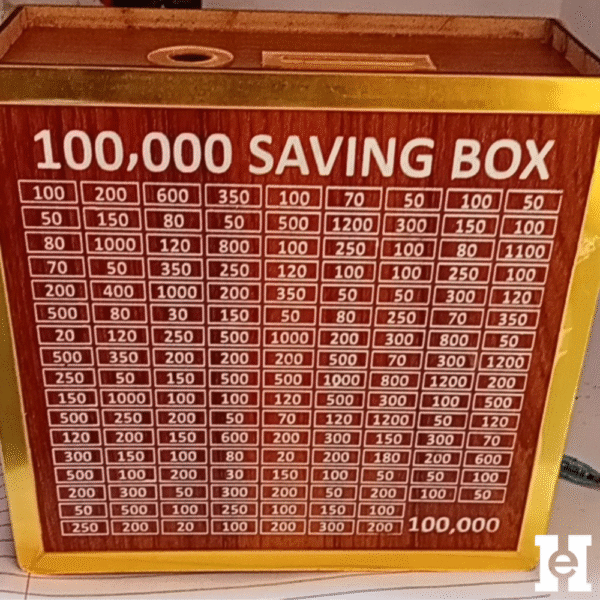 100,000 SAVING BOX
100 200 600 350 100 70 50 100 50
50 150 80 50 500 1200 300 150 100
80 1000 120 800 100 250 100 80 1100
70 50 350 250 120 100 100 250 100
200 400 1000 200 350 50 50 300 120
500 80 30 150 50 80 250 70 350
20 120 250 500 1000 200 300 800 50
500 350 200 200 200 500 70 300 1200
250 50 150 500 500 1000 800 1200 200
150 1000 100 100 120 500 300 100 500
500 250 200 50 70 120 1200 50 120
120 200 150 600 200 300 150 300 70
300 150 100 80 20 200 180 200 600
500 100 200 30 150 100 50 50 100
200 300 50 300 200 50 200 100 50
50 500 100 250 100 150 100
250 200 20 100 200 300 200 100,000
H e